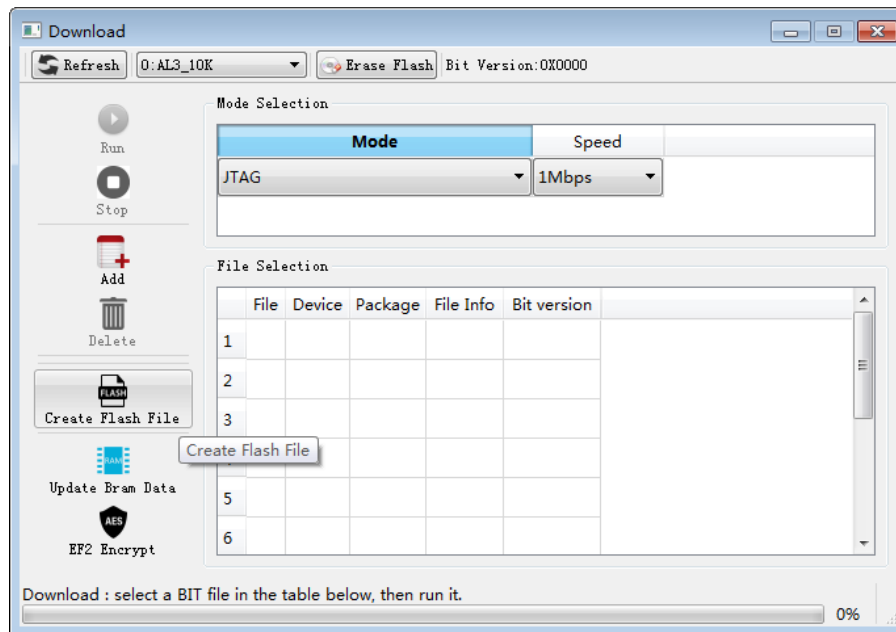 Download
Refresh 0:AL3_10K Erase Flash Bit Version:0X0000
Run
Stop
Add
Delete
Create Flash File
Update Bram Data
EF2 Encrypt
FLASH
RAM
AES
Mode Selection
Mode Speed
JTAG 1Mbps
File Selection
File Device Package File Info Bit version
1
2
3
5
6
Create Flash File
Download : select a BIT file in the table below, then run it.
0%